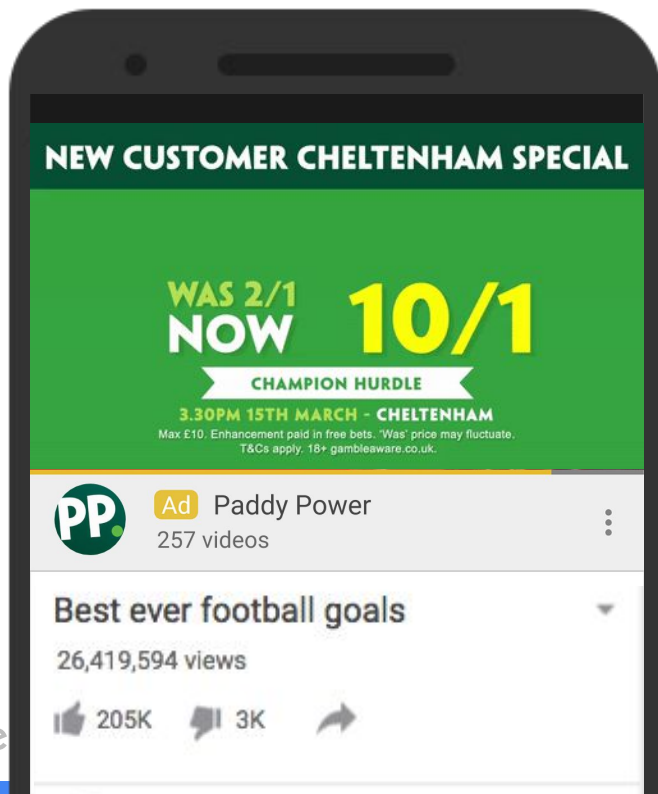 NEW CUSTOMER CHELTENHAM SPECIAL
WAS 2/1
NOW
10/1
CHAMPION HURDLE
3.30PM 15TH MARCH - CHELTENHAM
Max £10. Enhancement paid in free bets. 'Was' price may fluctuate.
T&Cs apply. 18+ gambleaware.co.uk.
PP.
Ad Paddy Power
257 videos
Best ever football goals
26,419,594 views
205K 3K